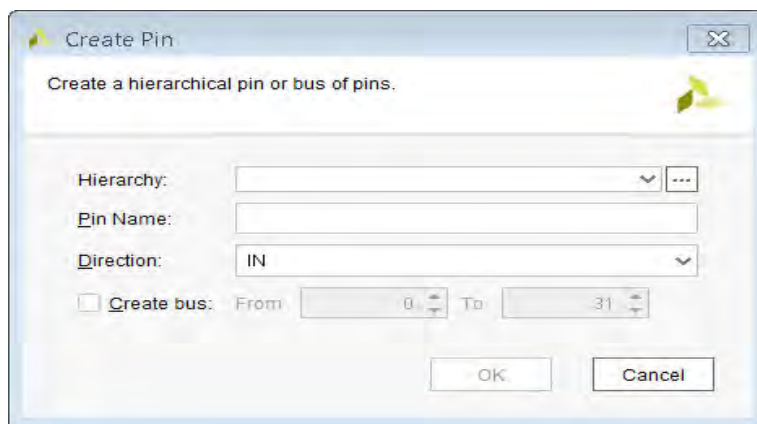 Create Pin
Create a hierarchical pin or bus of pins.
Hierarchy:
Pin Name:
Direction: IN
Create bus: From 0 To 31
OK Cancel